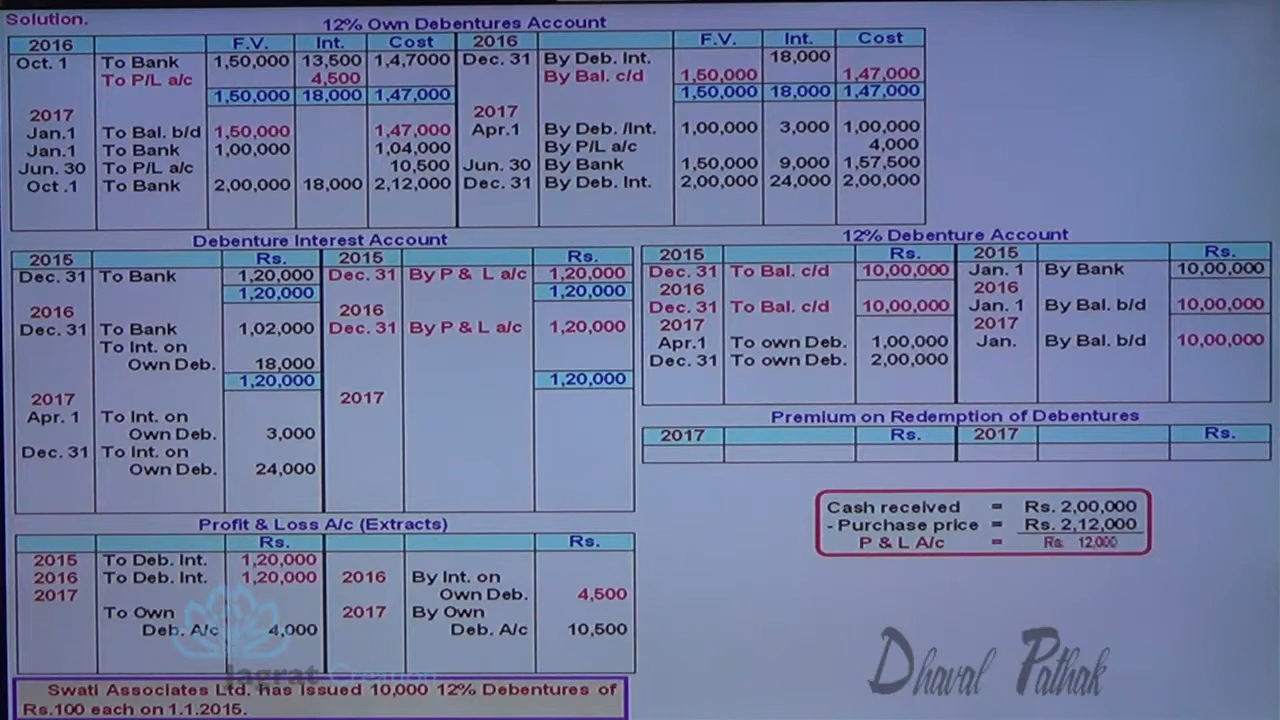 Solution.
12% Own Debentures Account
2016 F.V. Int. Cost 2016 F.V. Int. Cost
Oct. 1 To Bank 1,50,000 13,500 1,4,7000 Dec. 31 By Deb. Int. 18,000
To P/L a/c 4,500 By Bal. c/d 1,50,000 1,47,000
1,50,000 18,000 1,47,000 1,50,000 18,000 1,47,000
2017 2017
Jan.1 To Bal. b/d 1,50,000 1,47,000 Apr.1 By Deb. /Int. 1,00,000 3,000 1,00,000
Jan.1 To Bank 1,00,000 1,04,000 By P/L a/c 4,000
Jun. 30 To P/L a/c 10,500 Jun. 30 By Bank 1,50,000 9,000 1,57,500
Oct .1 To Bank 2,00,000 18,000 2,12,000 Dec. 31 By Deb. Int. 2,00,000 24,000 2,00,000
Debenture Interest Account
2015 Rs. 2015 Rs.
Dec. 31 To Bank 1,20,000 Dec. 31 By P & L a/c 1,20,000
1,20,000 1,20,000
2016 2016
Dec. 31 To Bank 1,02,000 Dec. 31 By P & L a/c 1,20,000
To Int. on
Own Deb. 18,000
1,20,000 1,20,000
2017 2017
Apr. 1 To Int. on
Own Deb. 3,000
Dec. 31 To Int. on
Own Deb. 24,000
12% Debenture Account
2015 Rs. 2015 Rs.
Dec. 31 To Bal. c/d 10,00,000 Jan. 1 By Bank 10,00,000
2016 2016
Dec. 31 To Bal. c/d 10,00,000 Jan. 1 By Bal. b/d 10,00,000
2017 2017
Apr.1 To own Deb. 1,00,000 Jan. By Bal. b/d 10,00,000
Dec. 31 To own Deb. 2,00,000
Premium on Redemption of Debentures
2017 Rs. 2017 Rs.
Cash received = Rs. 2,00,000
- Purchase price = Rs. 2,12,000
P & L A/c = Rs. 12,000
Profit & Loss A/c (Extracts)
Rs. Rs.
2015 To Deb. Int. 1,20,000
2016 To Deb. Int. 1,20,000 2016 By Int. on
2017 Own Deb. 4,500
To Own 2017 By Own
Deb. A/c 4,000 Deb. A/c 10,500
Jagrat Creation
Swati Associates Ltd. has issued 10,000 12% Debentures of
Rs.100 each on 1.1.2015.
Dhaval Pathak